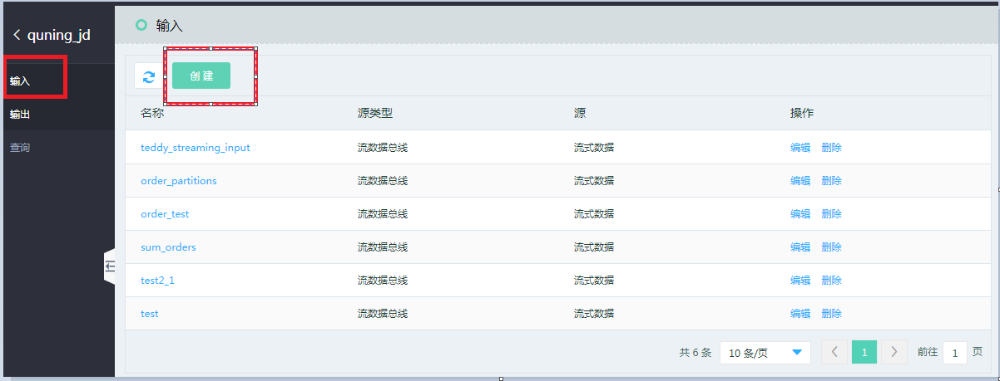 quning_jd
输入
输出
查询
输入
创建
名称 源类型 源 操作
teddy_streaming_input 流数据总线 流式数据 编辑 删除
order_partitions 流数据总线 流式数据 编辑 删除
order_test 流数据总线 流式数据 编辑 删除
sum_orders 流数据总线 流式数据 编辑 删除
test2_1 流数据总线 流式数据 编辑 删除
test 流数据总线 流式数据 编辑 删除
共 6 条 10 条/页 1 前往 1 页